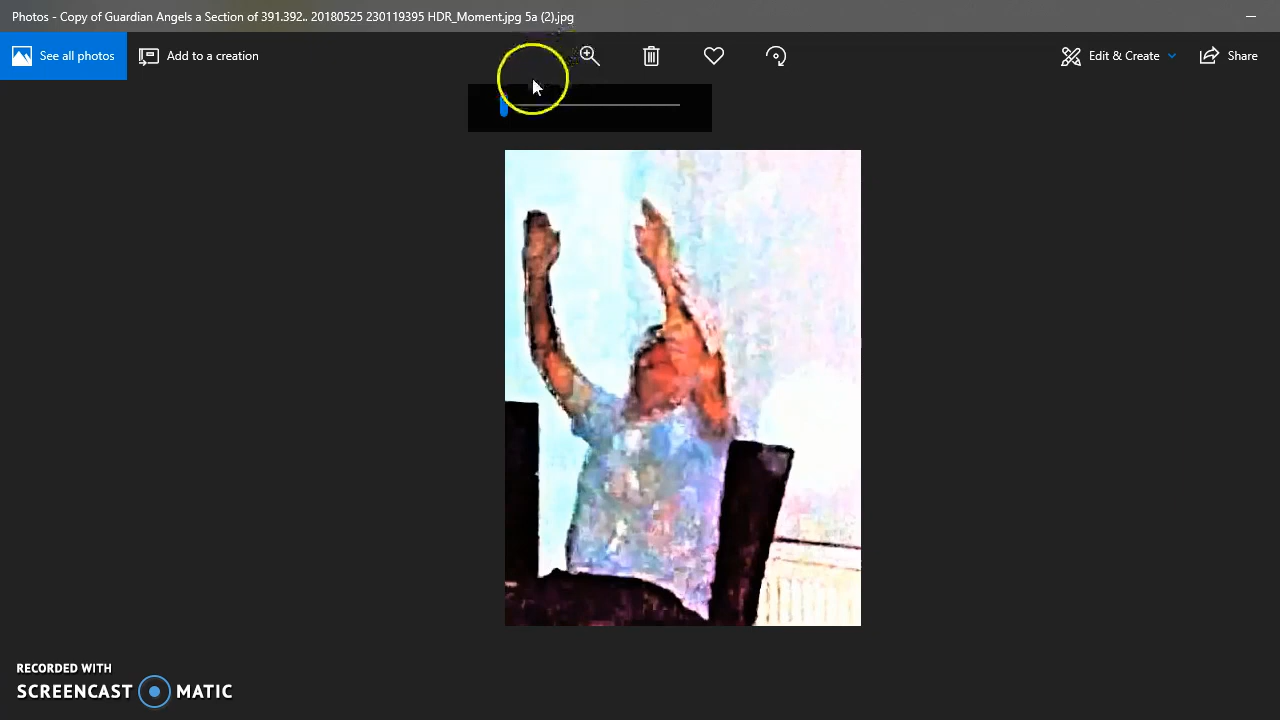 Photos - Copy of Guardian Angels a Section of 391.392.. 20180525 230119395 HDR_Moment.jpg 5a (2).jpg
See all photos
Add to a creation
Edit & Create
Share
RECORDED WITH
SCREENCAST MATIC